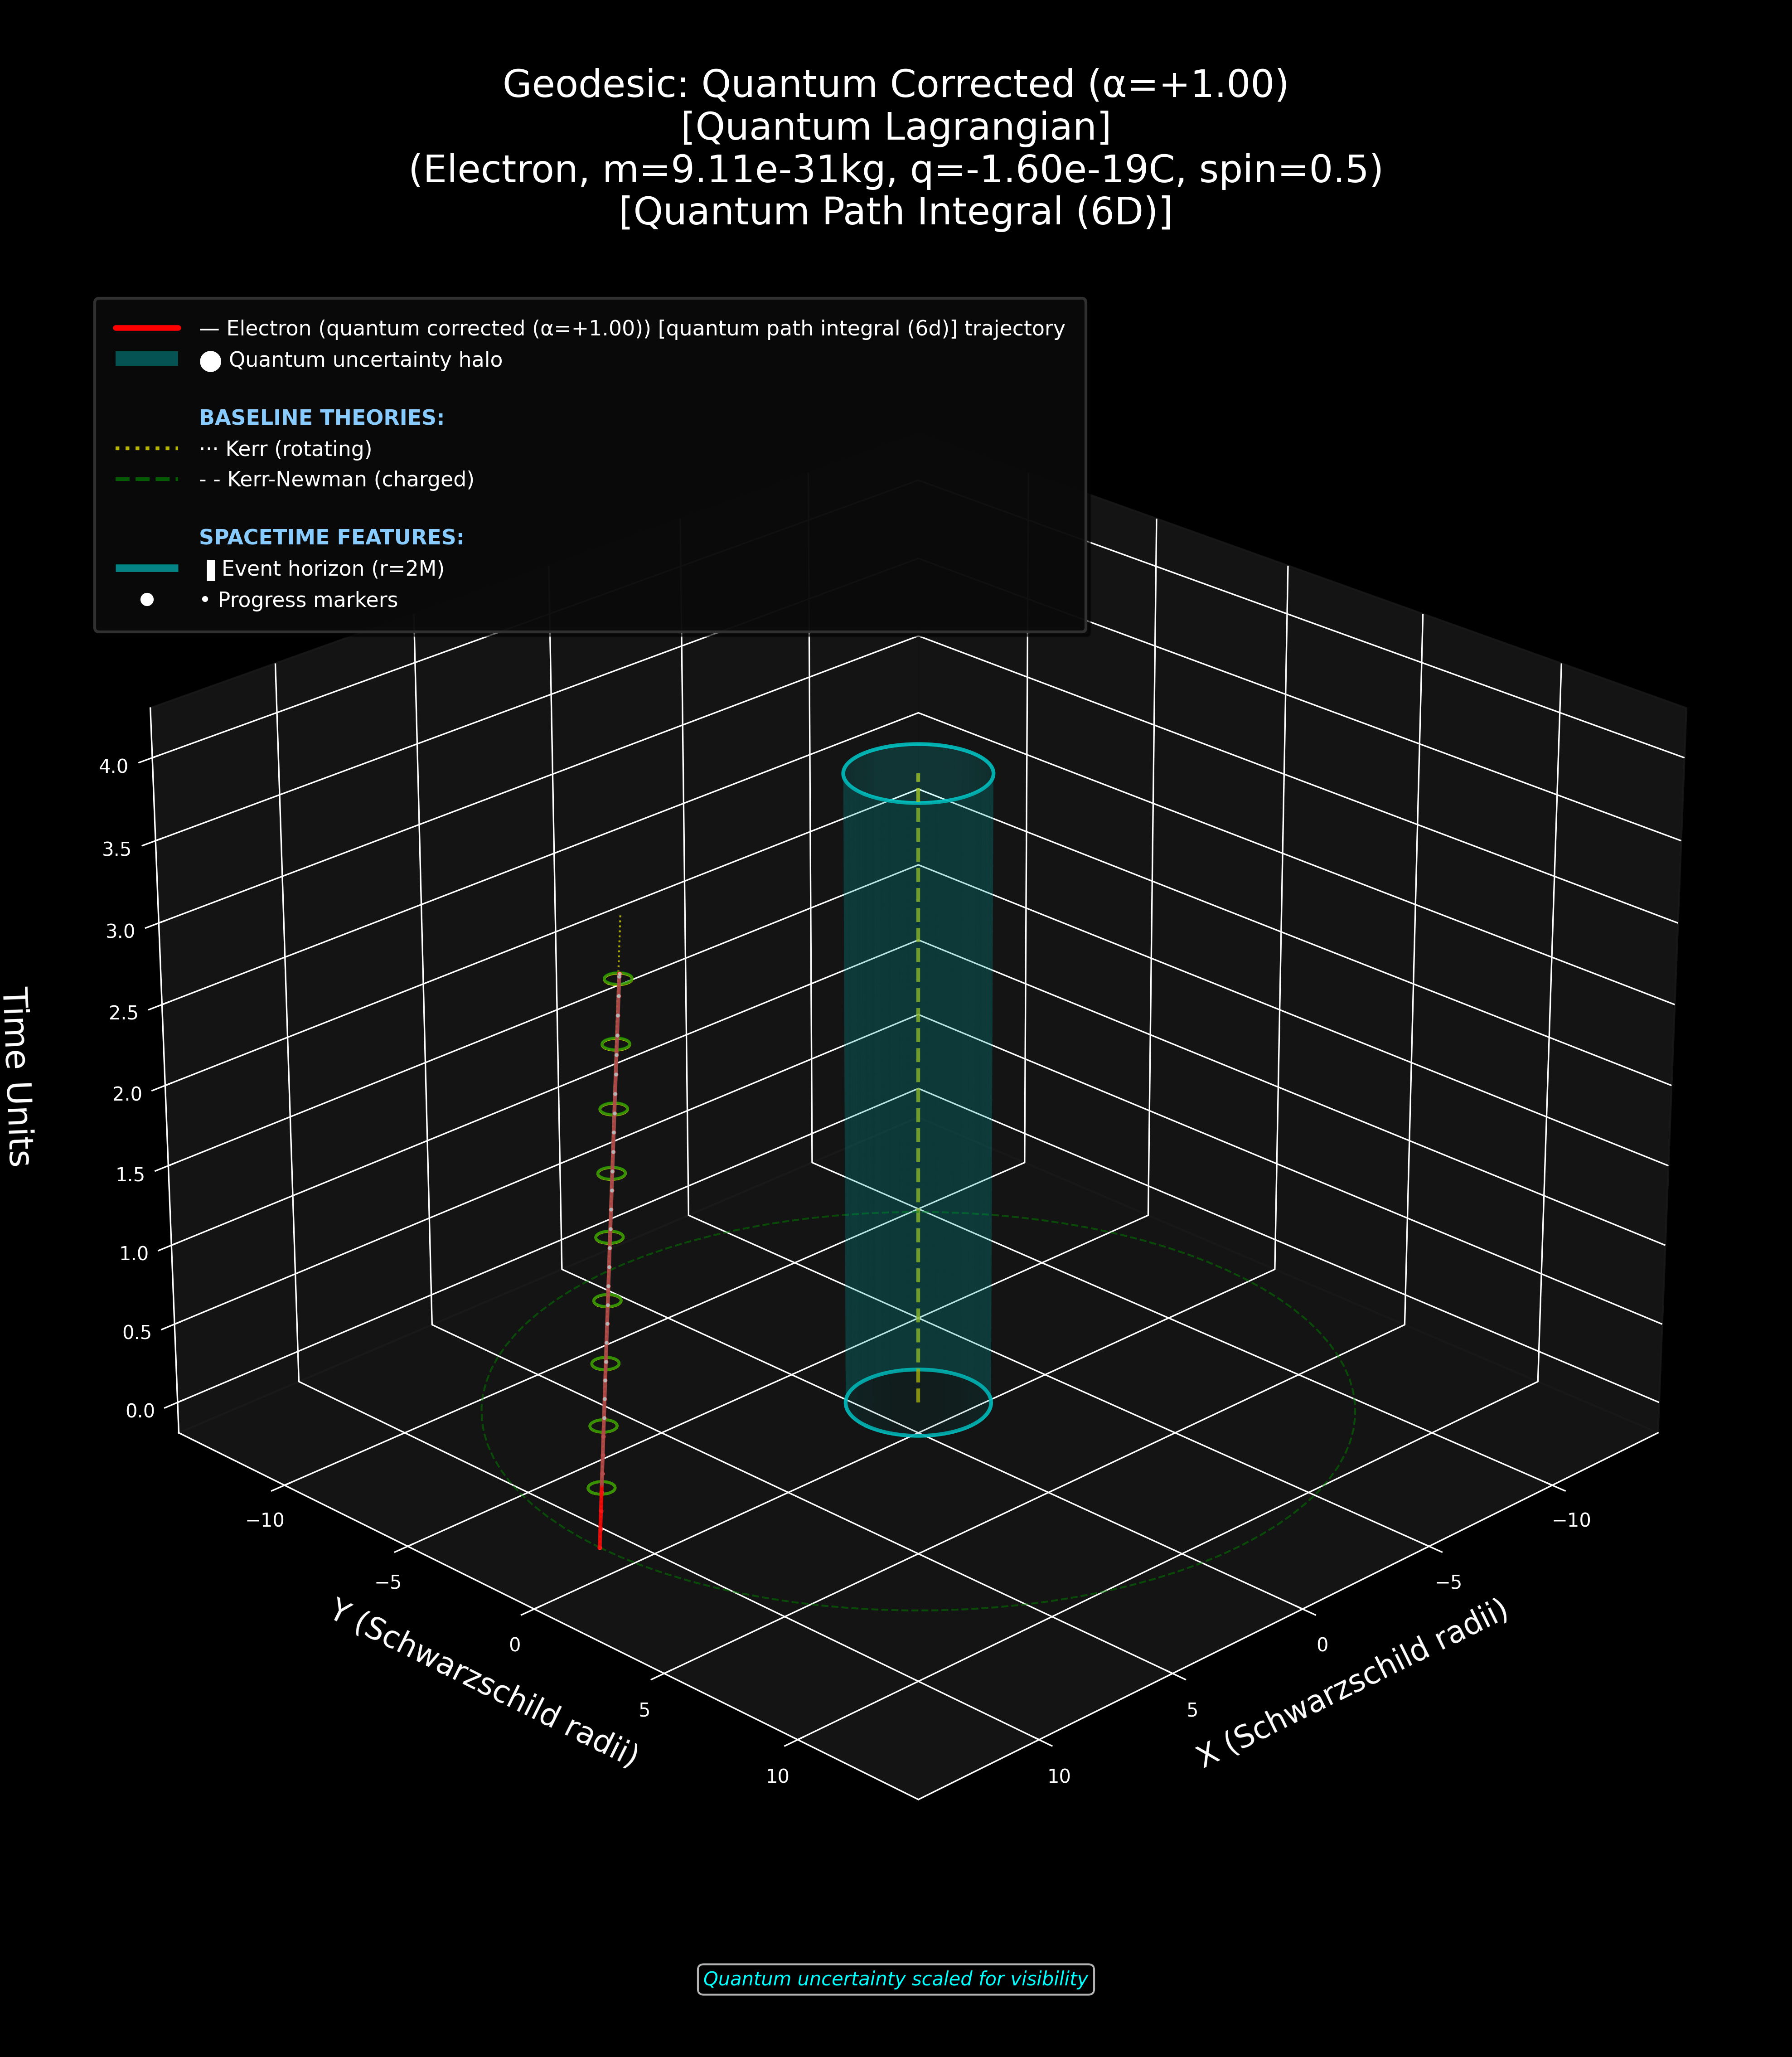 Geodesic: Quantum Corrected (α=+1.00)
[Quantum Lagrangian]
(Electron, m=9.11e-31kg, q=-1.60e-19C, spin=0.5)
[Quantum Path Integral (6D)]
— Electron (quantum corrected (α=+1.00)) [quantum path integral (6d)] trajectory
⬤ Quantum uncertainty halo
BASELINE THEORIES:
··· Kerr (rotating)
- - Kerr-Newman (charged)
SPACETIME FEATURES:
▐ Event horizon (r=2M)
• Progress markers
4.0
3.5
3.0
2.5
2.0
1.5
1.0
0.5
0.0
Time Units
−10
−5
0
5
10
Y (Schwarzschild radii)
−10
−5
0
5
10
X (Schwarzschild radii)
Quantum uncertainty scaled for visibility